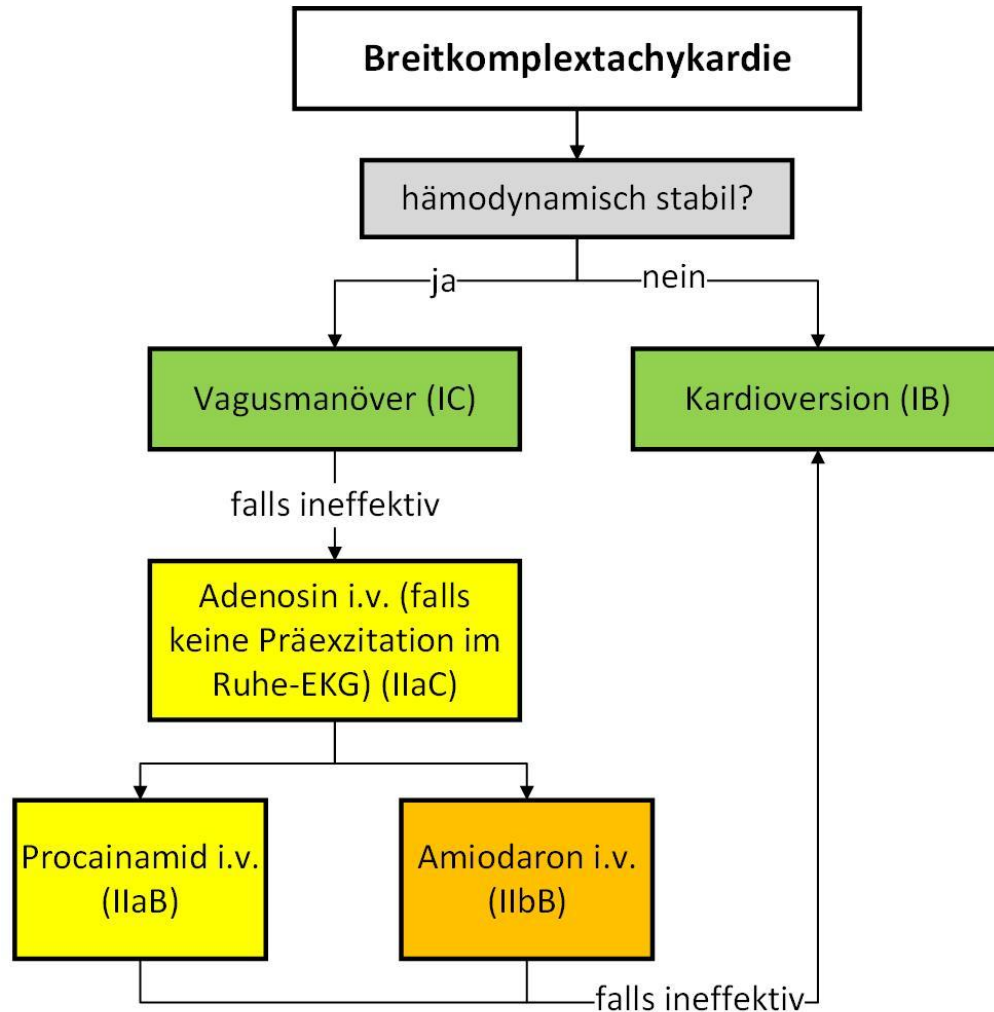 Breitkomplextachykardie
hämodynamisch stabil?
ja
nein
Vagusmanöver (IC)
Kardioversion (IB)
falls ineffektiv
Adenosin i.v. (falls
keine Präexzitation im
Ruhe-EKG) (IIaC)
Procainamid i.v.
(IIaB)
Amiodaron i.v.
(IIbB)
falls ineffektiv